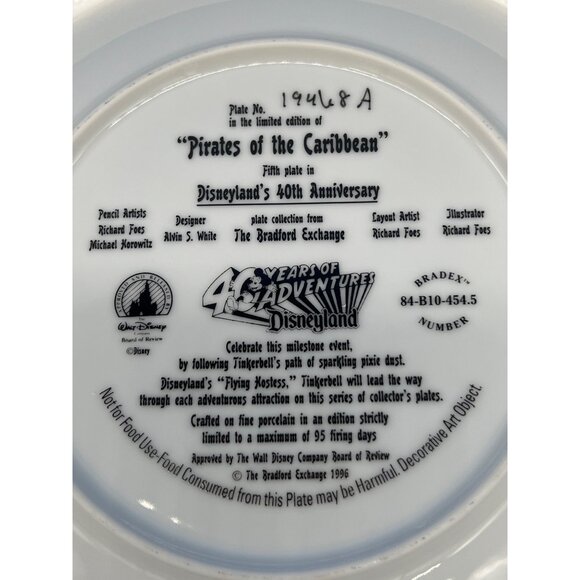 Plate No. 19468A
in the limited edition of
"Pirates of the Caribbean"
Fifth plate in
Disneyland's 40th Anniversary
Pencil Artists
Richard Foes
Michael Horowitz
Designer
Alvin S. White
plate collection from
The Bradford Exchange
Layout Artist
Richard Foes
Illustrator
Richard Foes
The
WALT DISNEY
Company
Board of Review
©Disney
40 YEARS OF
ADVENTURES
Disneyland
BRADEX™
84-B10-454.5
NUMBER
Celebrate this milestone event,
by following Tinkerbell's path of sparkling pixie dust.
Disneyland's "Flying Hostess," Tinkerbell will lead the way
through each adventurous attraction on this series of collector's plates.
Crafted on fine porcelain in an edition strictly
limited to a maximum of 95 firing days
Approved by The Walt Disney Company Board of Review
© The Bradford Exchange 1996
Not for Food Use-Food Consumed from this Plate may be Harmful. Decorative Art Object.